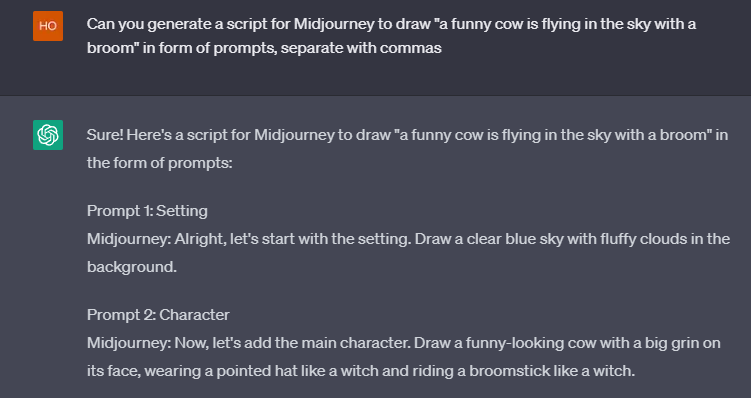 HO
Can you generate a script for Midjourney to draw "a funny cow is flying in the sky with a
broom" in form of prompts, separate with commas
Sure! Here's a script for Midjourney to draw "a funny cow is flying in the sky with a broom" in
the form of prompts:
Prompt 1: Setting
Midjourney: Alright, let's start with the setting. Draw a clear blue sky with fluffy clouds in the
background.
Prompt 2: Character
Midjourney: Now, let's add the main character. Draw a funny-looking cow with a big grin on
its face, wearing a pointed hat like a witch and riding a broomstick like a witch.